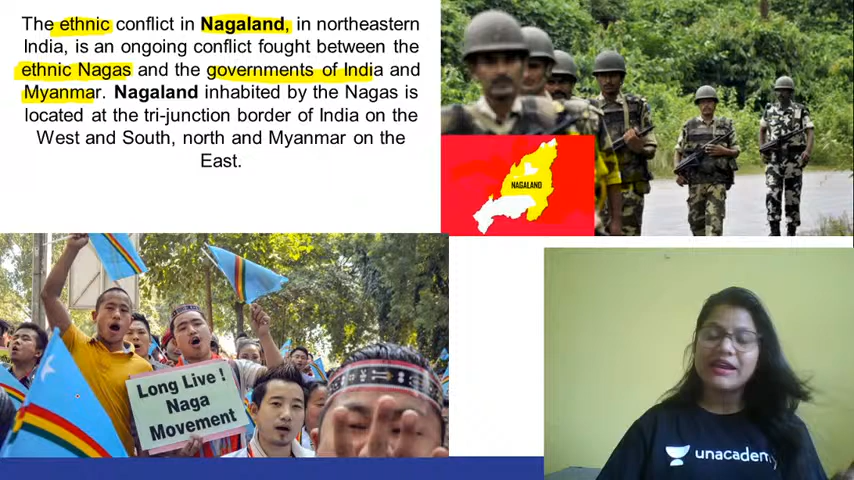 The ethnic conflict in Nagaland, in northeastern
India, is an ongoing conflict fought between the
ethnic Nagas and the governments of India and
Myanmar. Nagaland inhabited by the Nagas is
located at the tri-junction border of India on the
West and South, north and Myanmar on the
East.
NAGALAND
Long Live !
Naga
Movement
unacademy